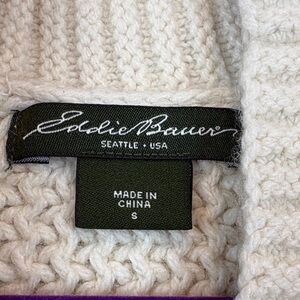 Eddie Bauer
SEATTLE • USA
MADE IN
CHINA
S